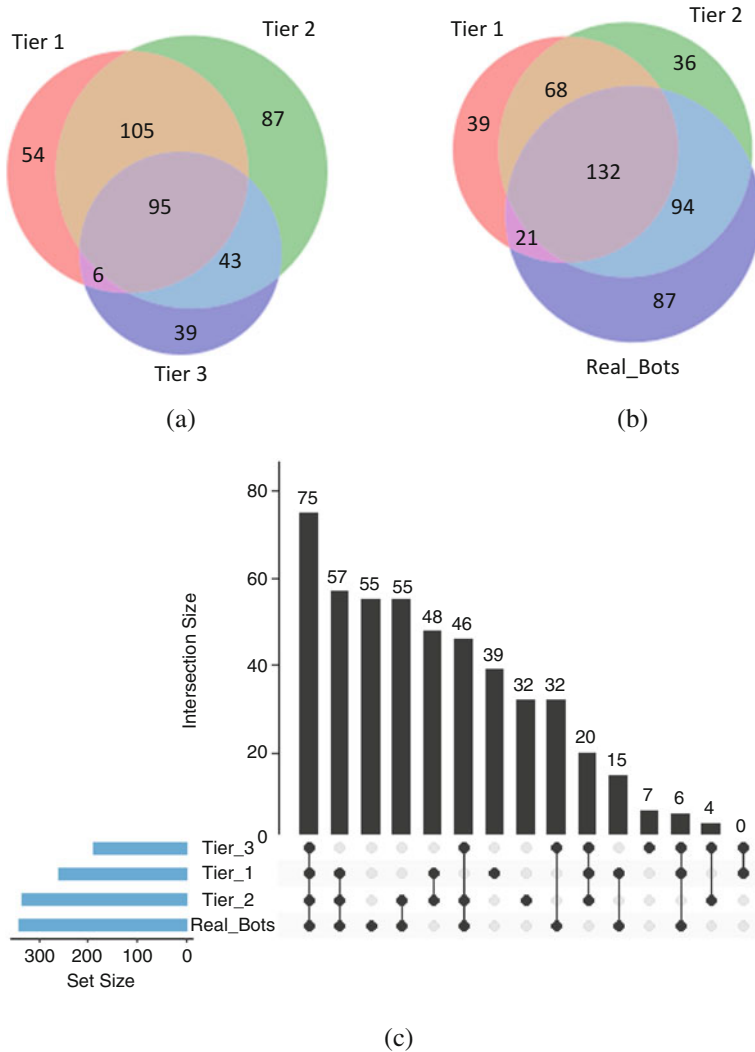 Tier 1
Tier 2
54
105
87
95
6
43
39
Tier 3
(a)
Tier 1
Tier 2
39
68
36
132
94
21
87
Real_Bots
(b)
Intersection Size
80
60
40
20
0
75
57
55
55
48
46
39
32
32
20
15
7
6
4
0
Tier_3
Tier_1
Tier_2
Real_Bots
300 200 100 0
Set Size
(c)